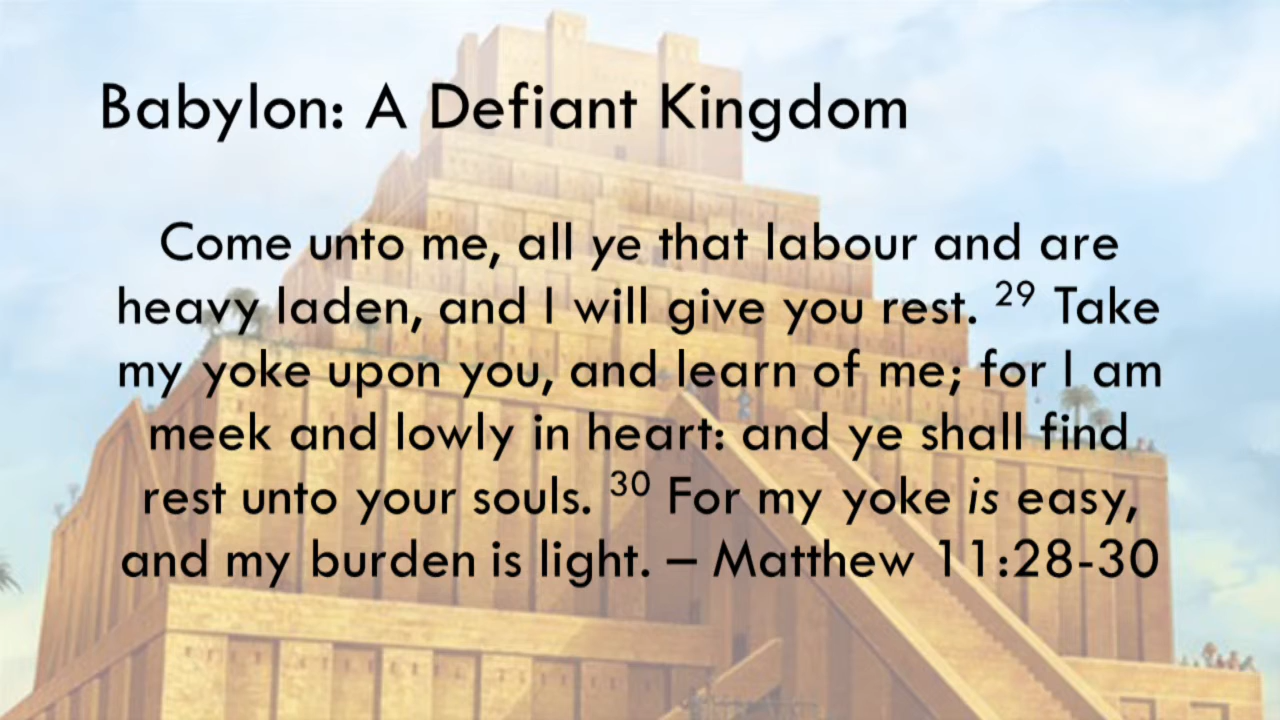 Babylon: A Defiant Kingdom
Come unto me, all ye that labour and are
heavy laden, and I will give you rest. 29 Take
my yoke upon you, and learn of me; for I am
meek and lowly in heart: and ye shall find
rest unto your souls. 30 For my yoke is easy,
and my burden is light. – Matthew 11:28-30